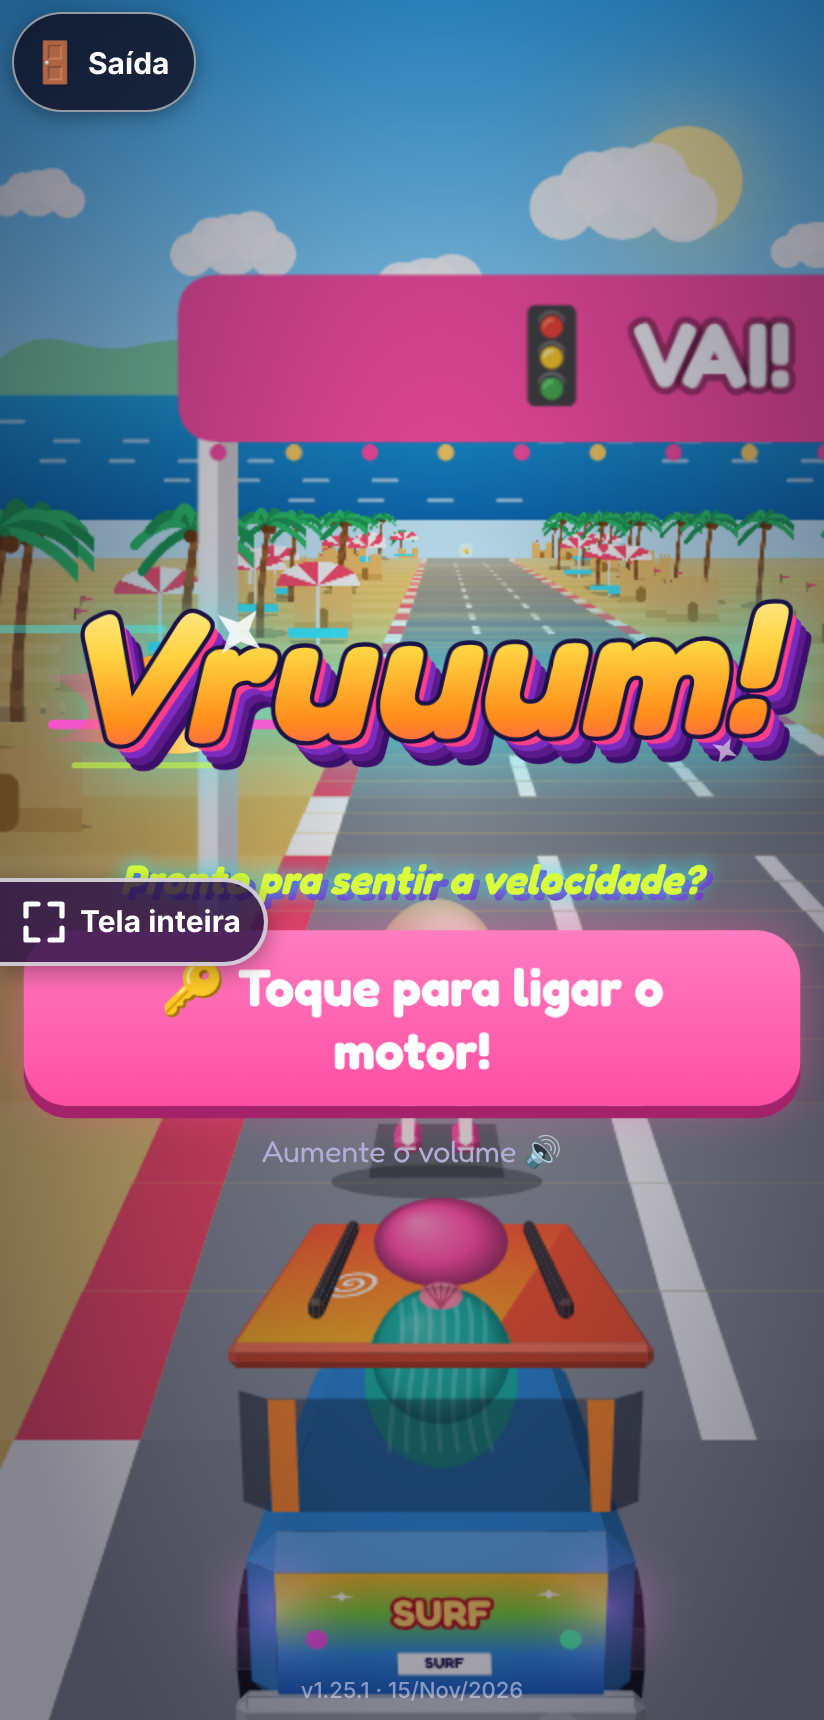 Saída
VAI!
Vruuum!
Pronto pra sentir a velocidade?
Tela inteira
Toque para ligar o
motor!
Aumente o volume
SURF
SURF
v1.25.1 · 15/Nov/2026